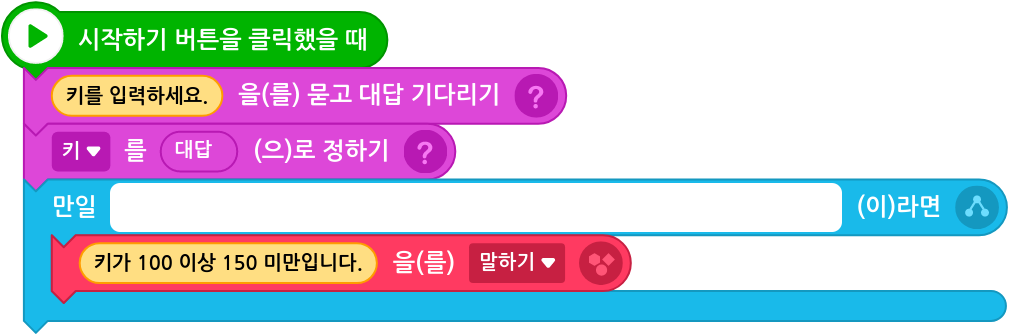 시작하기 버튼을 클릭했을 때
키를 입력하세요. 을(를) 묻고 대답 기다리기 ?
키 를 대답 (으)로 정하기 ?
만일 (이)라면
키가 100 이상 150 미만입니다. 을(를) 말하기